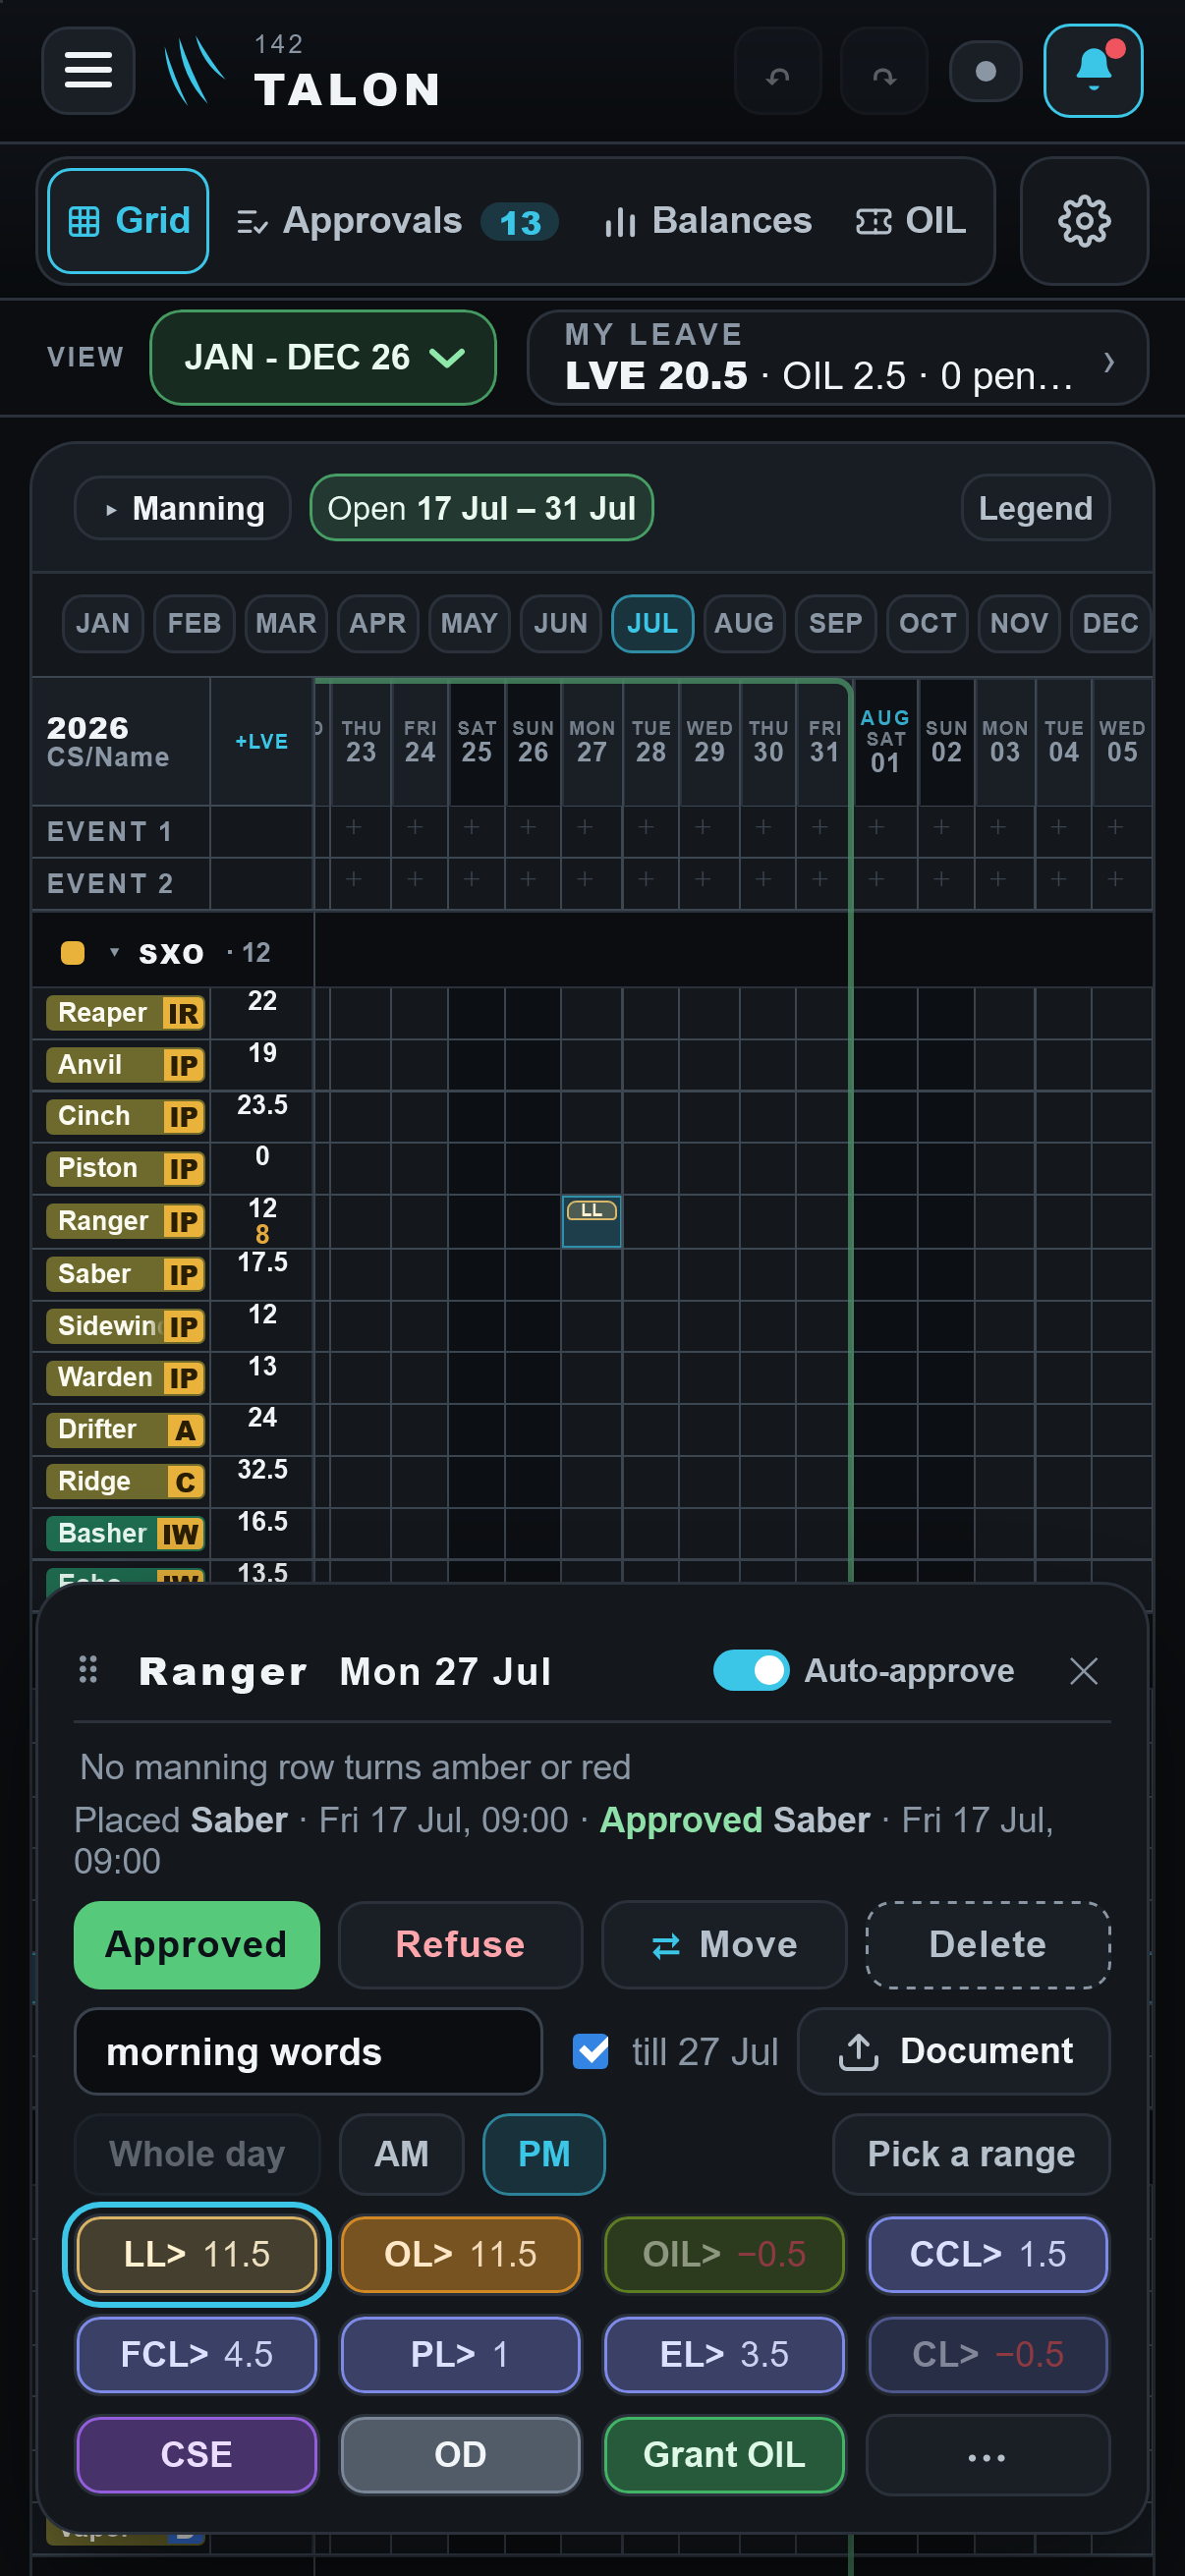 142
TALON
Grid Approvals 13 Balances OIL
VIEW JAN - DEC 26
MY LEAVE
LVE 20.5 · OIL 2.5 · 0 pen… ›
Manning Open 17 Jul – 31 Jul Legend
JAN FEB MAR APR MAY JUN JUL AUG SEP OCT NOV DEC
2026
CS/Name
+LVE
THU 23 FRI 24 SAT 25 SUN 26 MON 27 TUE 28 WED 29 THU 30 FRI 31 AUG SAT 01 SUN 02 MON 03 TUE 04 WED 05
EVENT 1 + + + + + + + + + + + + + +
EVENT 2 + + + + + + + + + + + + + +
SXO · 12
Reaper IR 22
Anvil IP 19
Cinch IP 23.5
Piston IP 0
Ranger IP 12 8 LL
Saber IP 17.5
Sidewin IP 12
Warden IP 13
Drifter A 24
Ridge C 32.5
Basher IW 16.5
13.5
Ranger Mon 27 Jul Auto-approve
No manning row turns amber or red
Placed Saber · Fri 17 Jul, 09:00 · Approved Saber · Fri 17 Jul,
09:00
Approved Refuse Move Delete
morning words till 27 Jul Document
Whole day AM PM Pick a range
LL> 11.5 OL> 11.5 OIL> −0.5 CCL> 1.5
FCL> 4.5 PL> 1 EL> 3.5 CL> −0.5
CSE OD Grant OIL ...